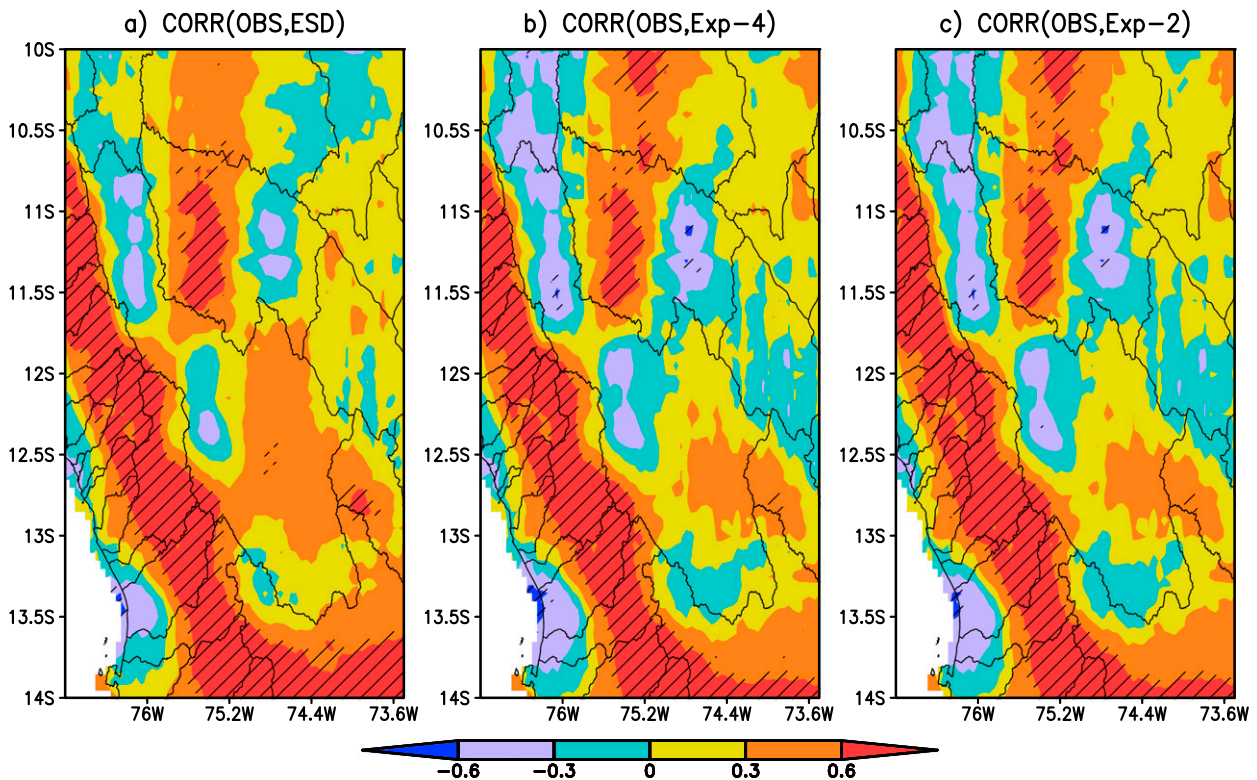 a) CORR(OBS,ESD)
b) CORR(OBS,Exp-4)
c) CORR(OBS,Exp-2)
10S
10.5S
11S
11.5S
12S
12.5S
13S
13.5S
14S
76W
75.2W
74.4W
73.6W
10S
10.5S
11S
11.5S
12S
12.5S
13S
13.5S
14S
76W
75.2W
74.4W
73.6W
10S
10.5S
11S
11.5S
12S
12.5S
13S
13.5S
14S
76W
75.2W
74.4W
73.6W
-0.6
-0.3
0
0.3
0.6